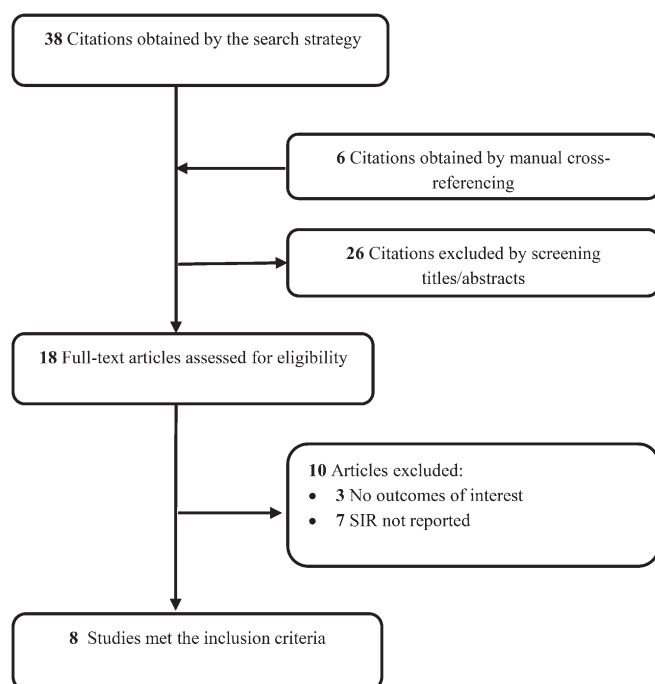 38 Citations obtained by the search strategy
6 Citations obtained by manual cross-
referencing
26 Citations excluded by screening
titles/abstracts
18 Full-text articles assessed for eligibility
10 Articles excluded:
• 3 No outcomes of interest
• 7 SIR not reported
8 Studies met the inclusion criteria